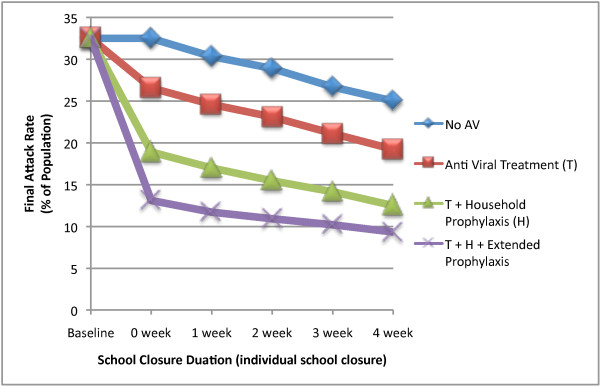 35
30
25
20
15
10
5
0
Final Attack Rate
(% of Population)
Baseline 0 week 1 week 2 week 3 week 4 week
School Closure Duation (individual school closure)
No AV
Anti Viral Treatment (T)
T + Household
Prophylaxis (H)
T + H + Extended
Prophylaxis